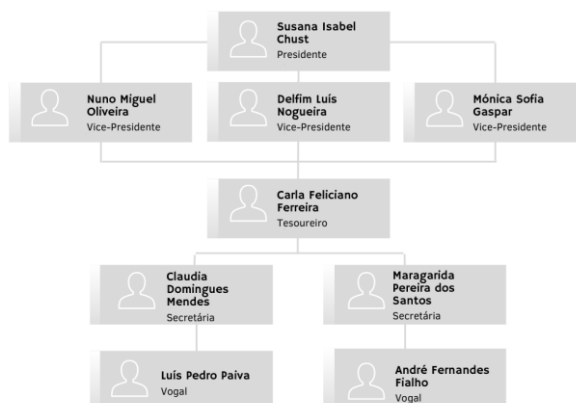 Susana Isabel
Chust
Presidente
Nuno Miguel
Oliveira
Vice-Presidente
Delfim Luís
Nogueira
Vice-Presidente
Mónica Sofia
Gaspar
Vice-Presidente
Carla Feliciano
Ferreira
Tesoureiro
Claudia
Domingues
Mendes
Secretária
Maragarida
Pereira dos
Santos
Secretária
Luís Pedro Paiva
Vogal
André Fernandes
Fialho
Vogal